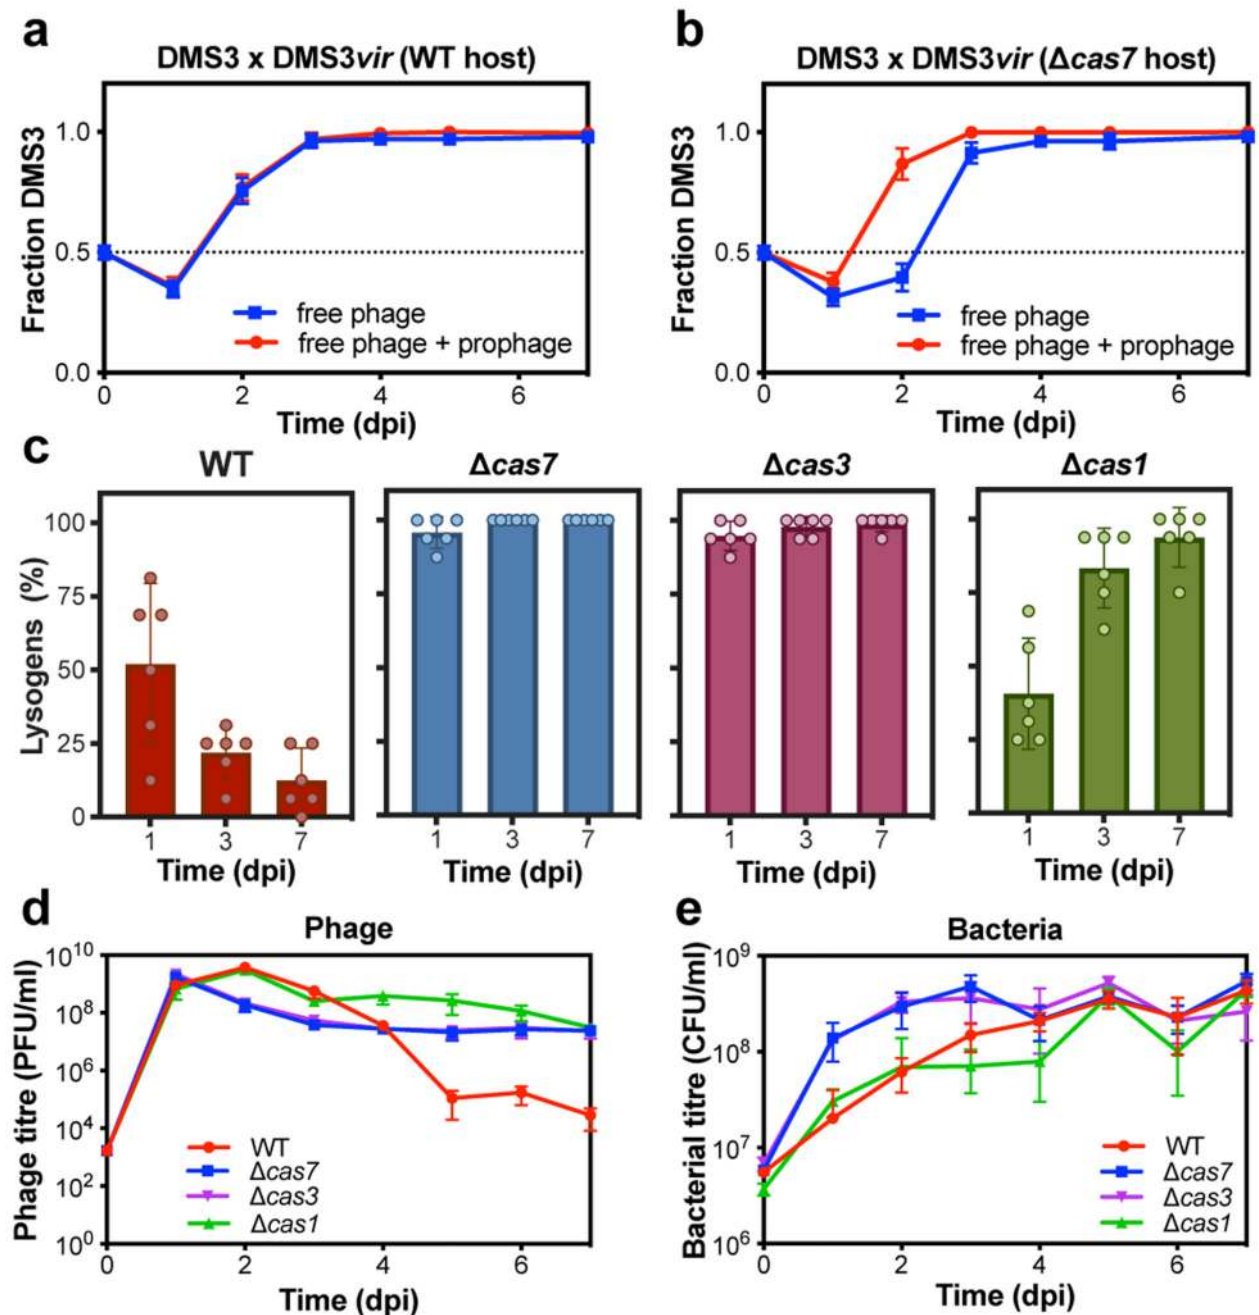 a
DMS3 x DMS3vir (WT host)
Fraction DMS3
1.0
0.5
0.0
free phage
free phage + prophage
0 2 4 6
Time (dpi)
b
DMS3 x DMS3vir (Δcas7 host)
Fraction DMS3
1.0
0.5
0.0
free phage
free phage + prophage
0 2 4 6
Time (dpi)
c
WT Δcas7 Δcas3 Δcas1
Lysogens (%)
100
75
50
25
0
1 3 7 1 3 7 1 3 7 1 3 7
Time (dpi) Time (dpi) Time (dpi) Time (dpi)
d
Phage
Phage titre (PFU/ml)
10¹⁰
10⁸
10⁶
10⁴
10²
10⁰
WT
Δcas7
Δcas3
Δcas1
0 2 4 6
Time (dpi)
e
Bacteria
Bacterial titre (CFU/ml)
10⁹
10⁸
10⁷
10⁶
WT
Δcas7
Δcas3
Δcas1
0 2 4 6
Time (dpi)